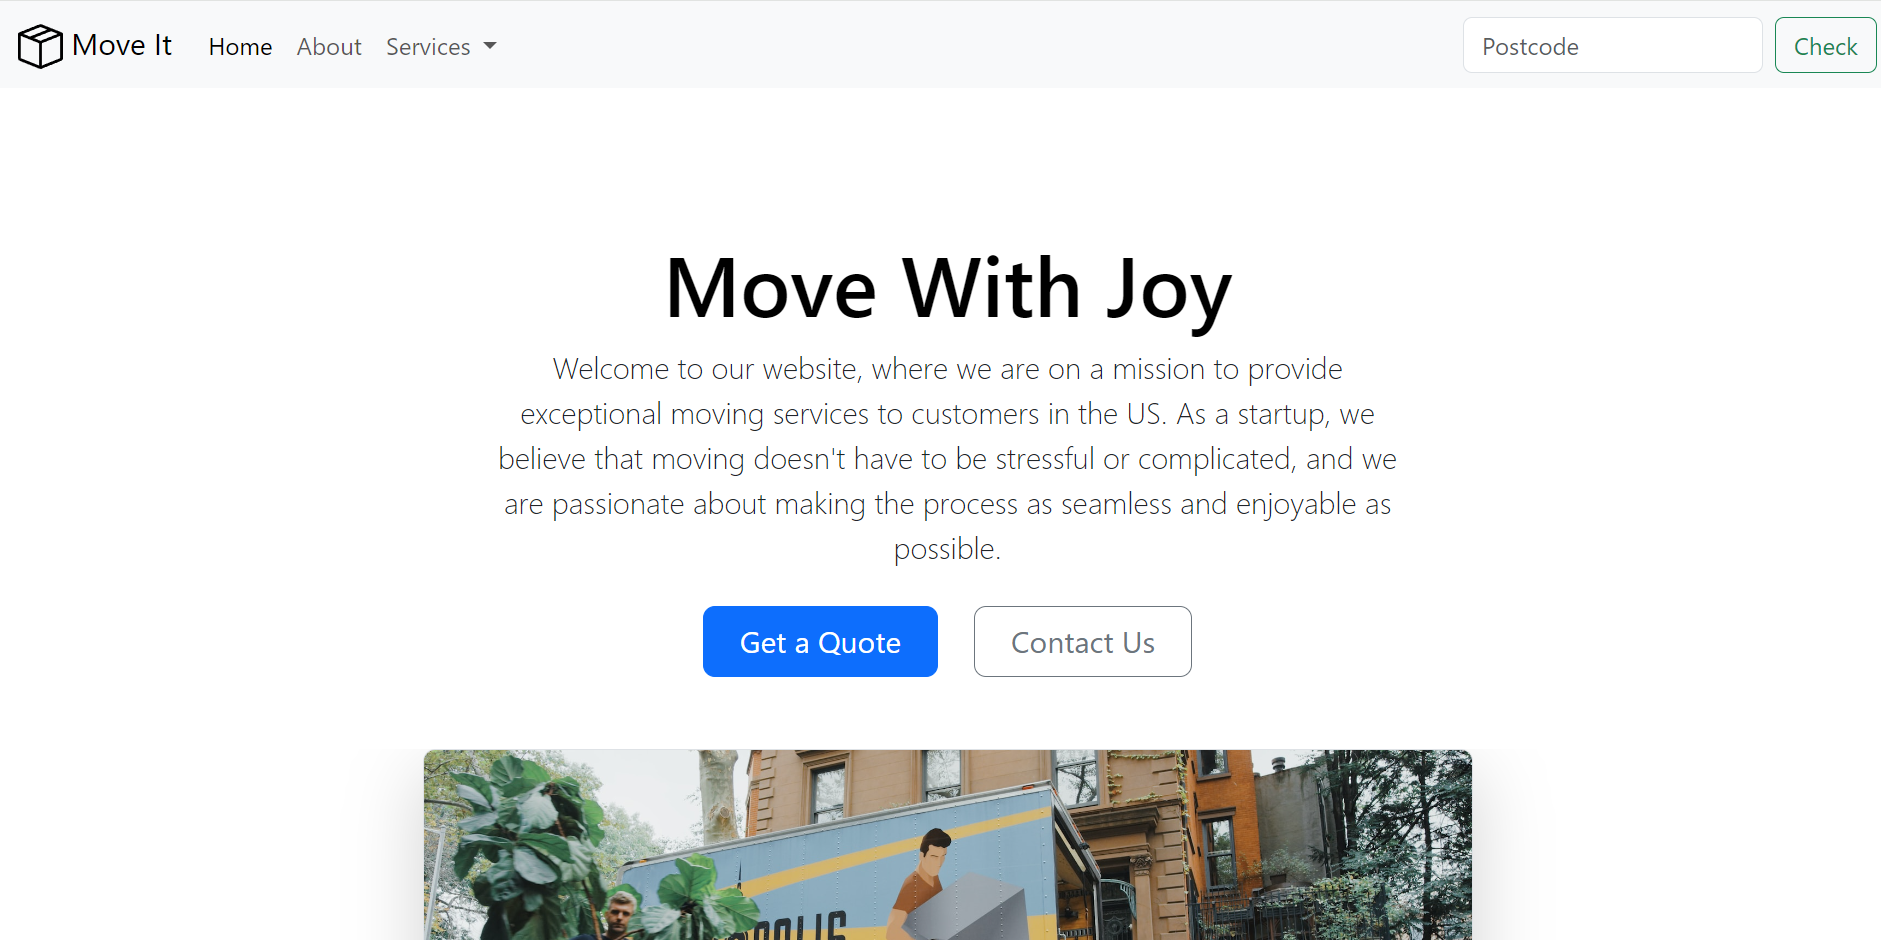 Move It Home About Services Postcode Check
Move With Joy
Welcome to our website, where we are on a mission to provide
exceptional moving services to customers in the US. As a startup, we
believe that moving doesn't have to be stressful or complicated, and we
are passionate about making the process as seamless and enjoyable as
possible.
Get a Quote Contact Us